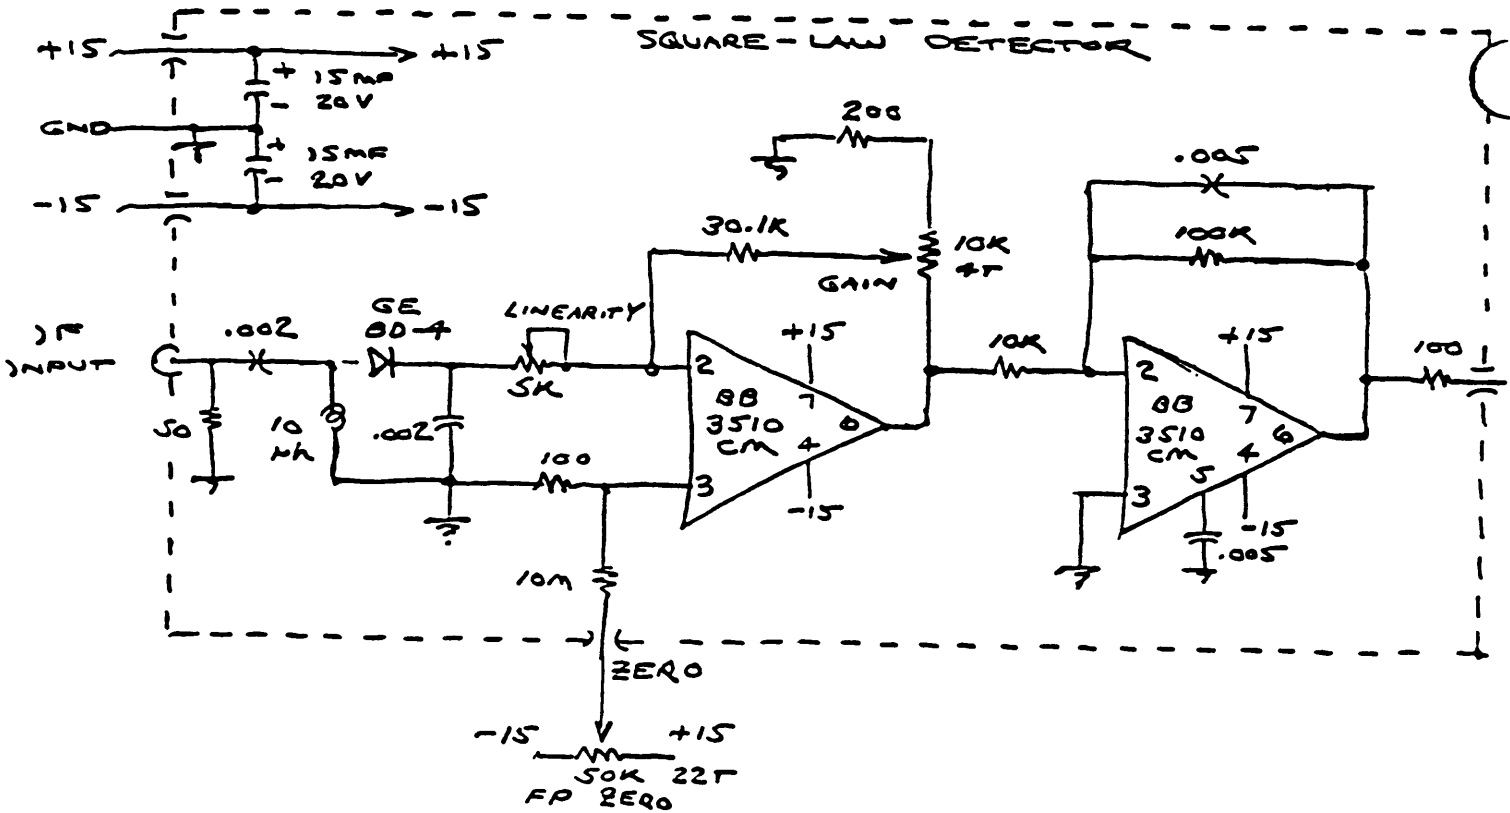 SQUARE-LAW DETECTOR
+15
+15
+ 15MF
- 20V
GND
+ 15MF
- 20V
-15
-15
200
.005
30.1K
10K
4T
GAIN
100K
IF
INPUT
.002
GE
BD-4
LINEARITY
5K
50
10
μh
.002
100
2
+15
7
BB
3510
CM
6
4
3
-15
10K
2
+15
7
BB
3510
CM
6
4
5
3
-15
.005
100
10M
ZERO
-15
+15
50K 22T
FP ZERO